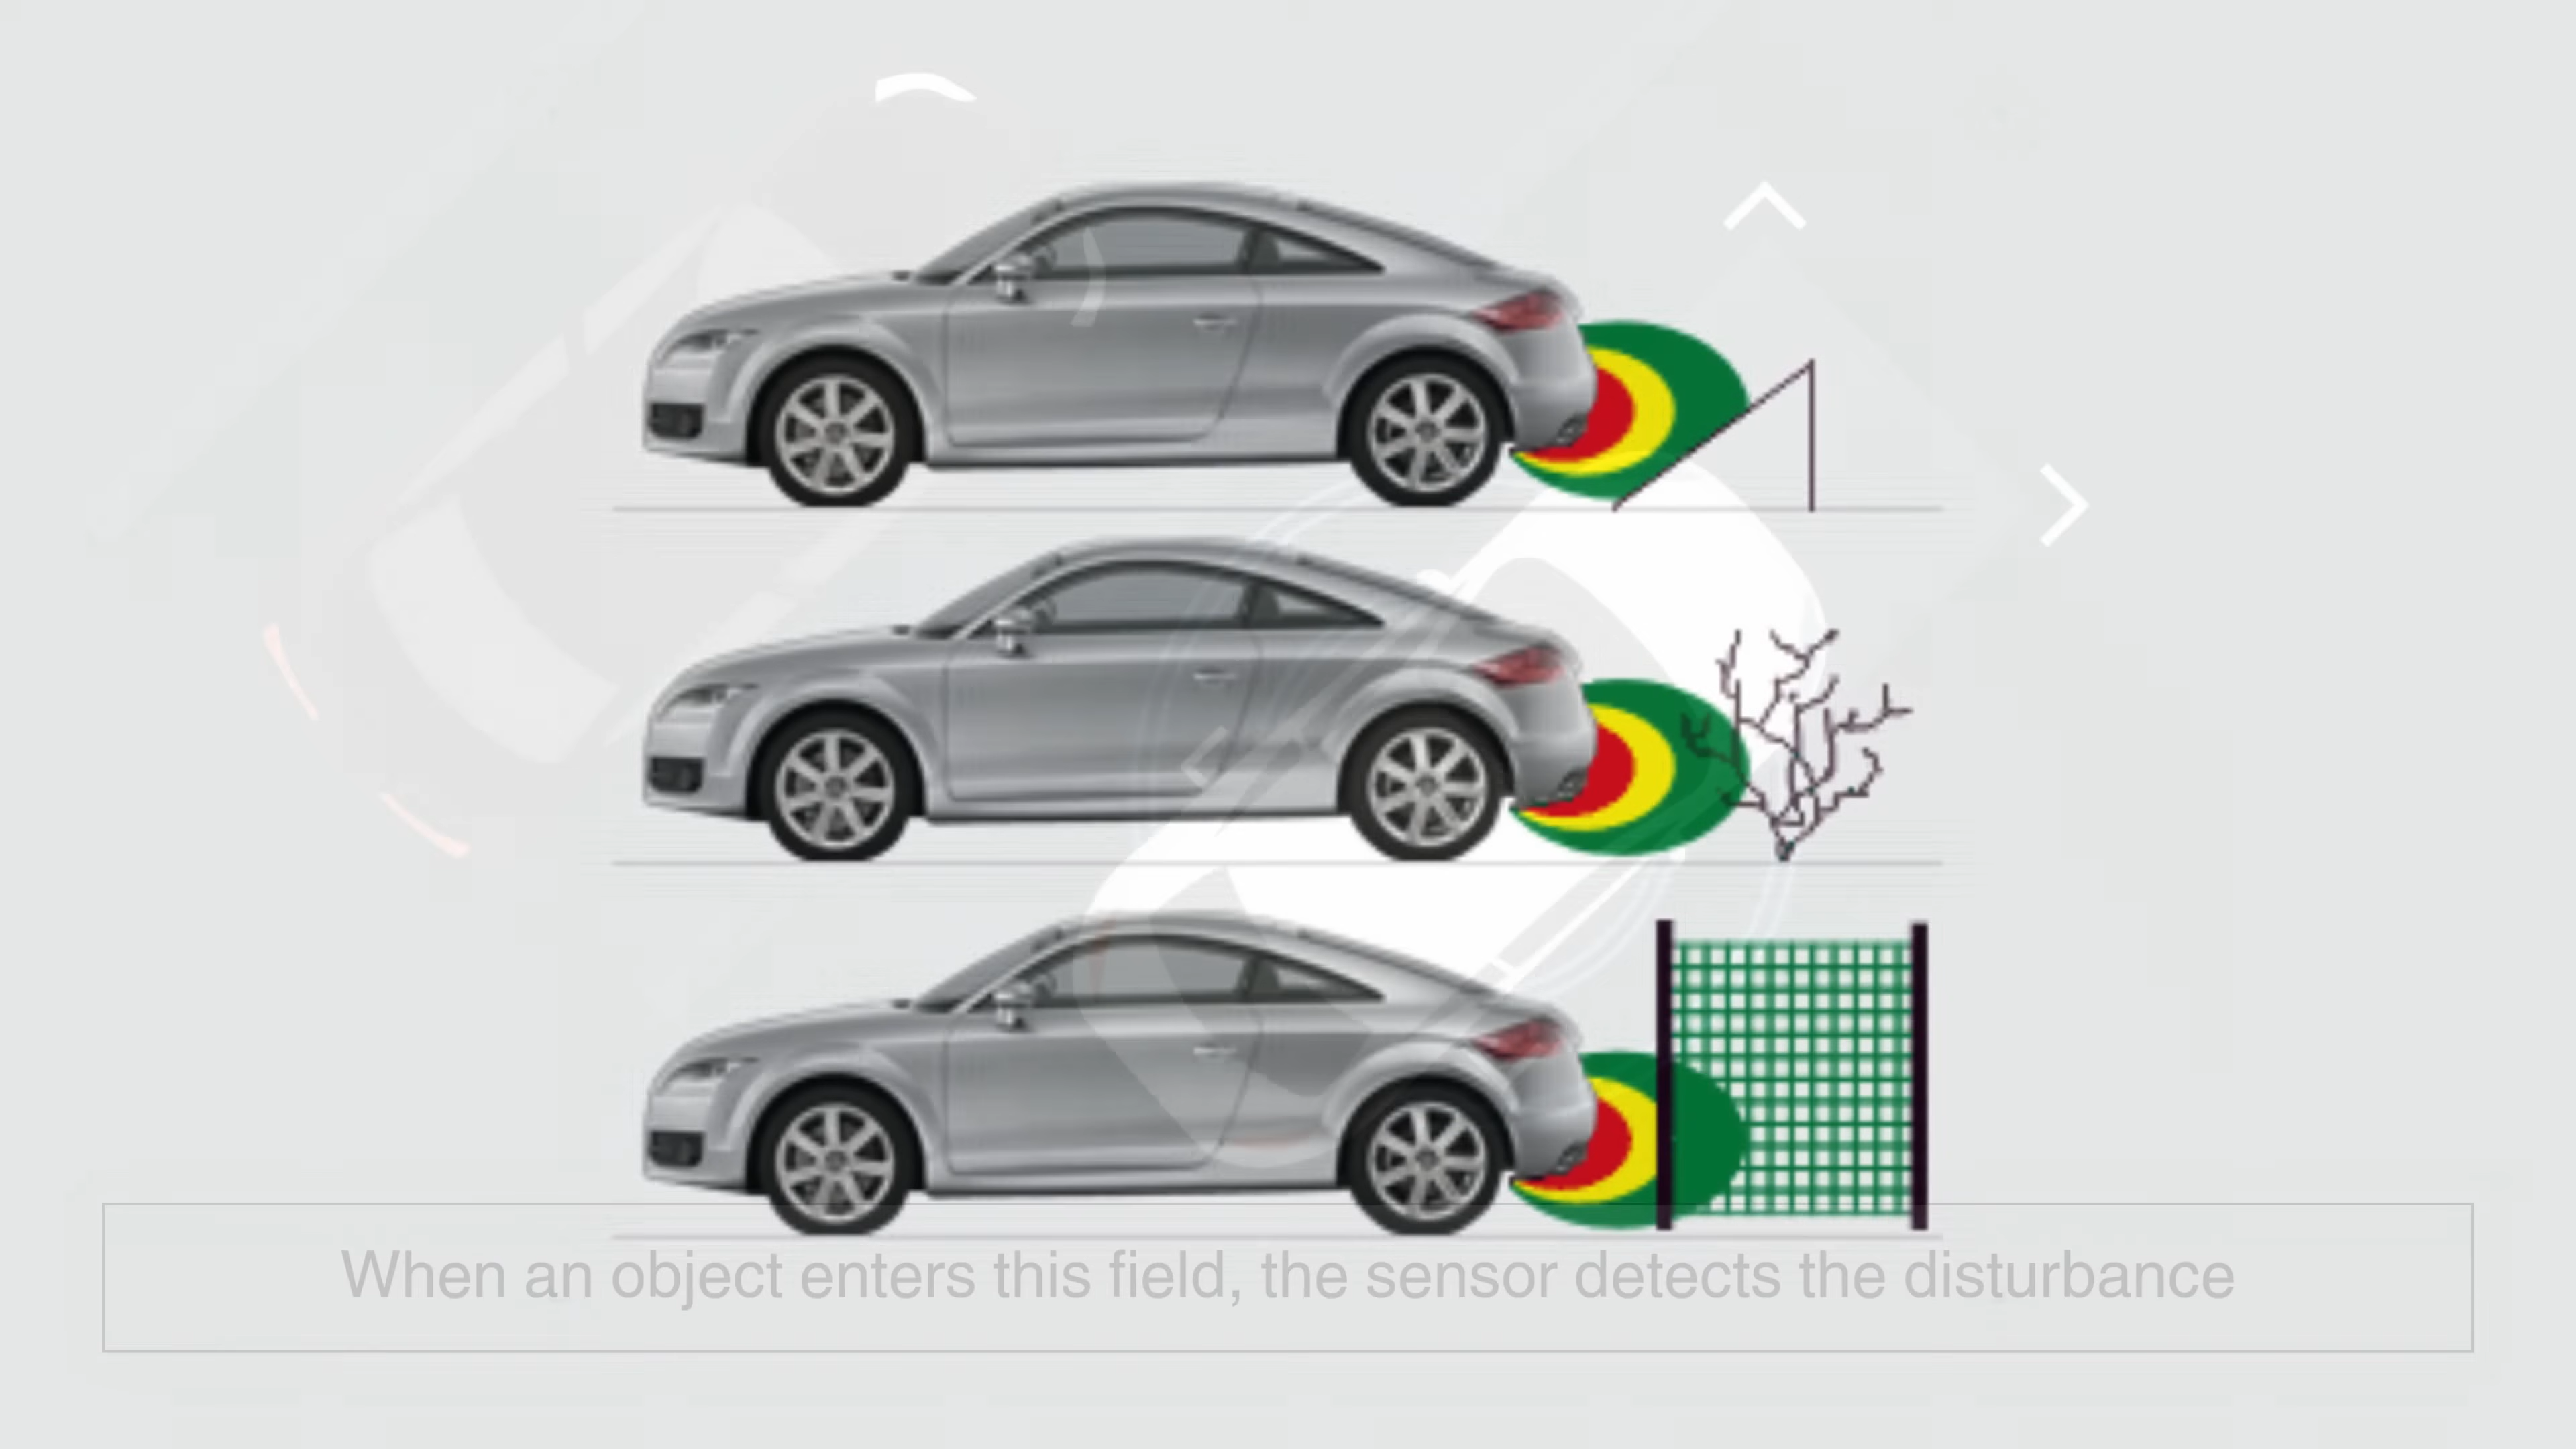 When an object enters this field, the sensor detects the disturbance